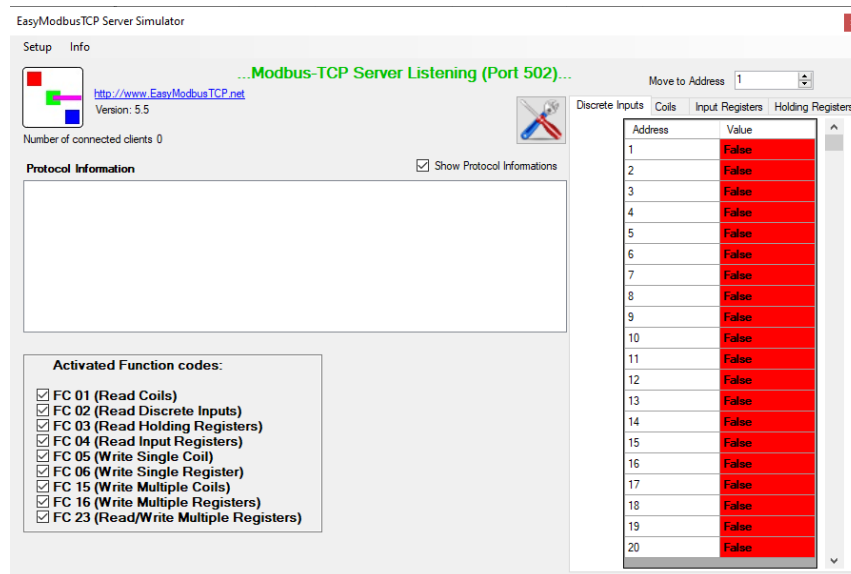 EasyModbusTCP Server Simulator
Setup Info
...Modbus-TCP Server Listening (Port 502)...
http://www.EasyModbusTCP.net
Version: 5.5
Number of connected clients 0
Protocol Information
Show Protocol Informations
Activated Function codes:
FC 01 (Read Coils)
FC 02 (Read Discrete Inputs)
FC 03 (Read Holding Registers)
FC 04 (Read Input Registers)
FC 05 (Write Single Coil)
FC 06 (Write Single Register)
FC 15 (Write Multiple Coils)
FC 16 (Write Multiple Registers)
FC 23 (Read/Write Multiple Registers)
Move to Address 1
Discrete Inputs Coils Input Registers Holding Registers
Address Value
1 False
2 False
3 False
4 False
5 False
6 False
7 False
8 False
9 False
10 False
11 False
12 False
13 False
14 False
15 False
16 False
17 False
18 False
19 False
20 False